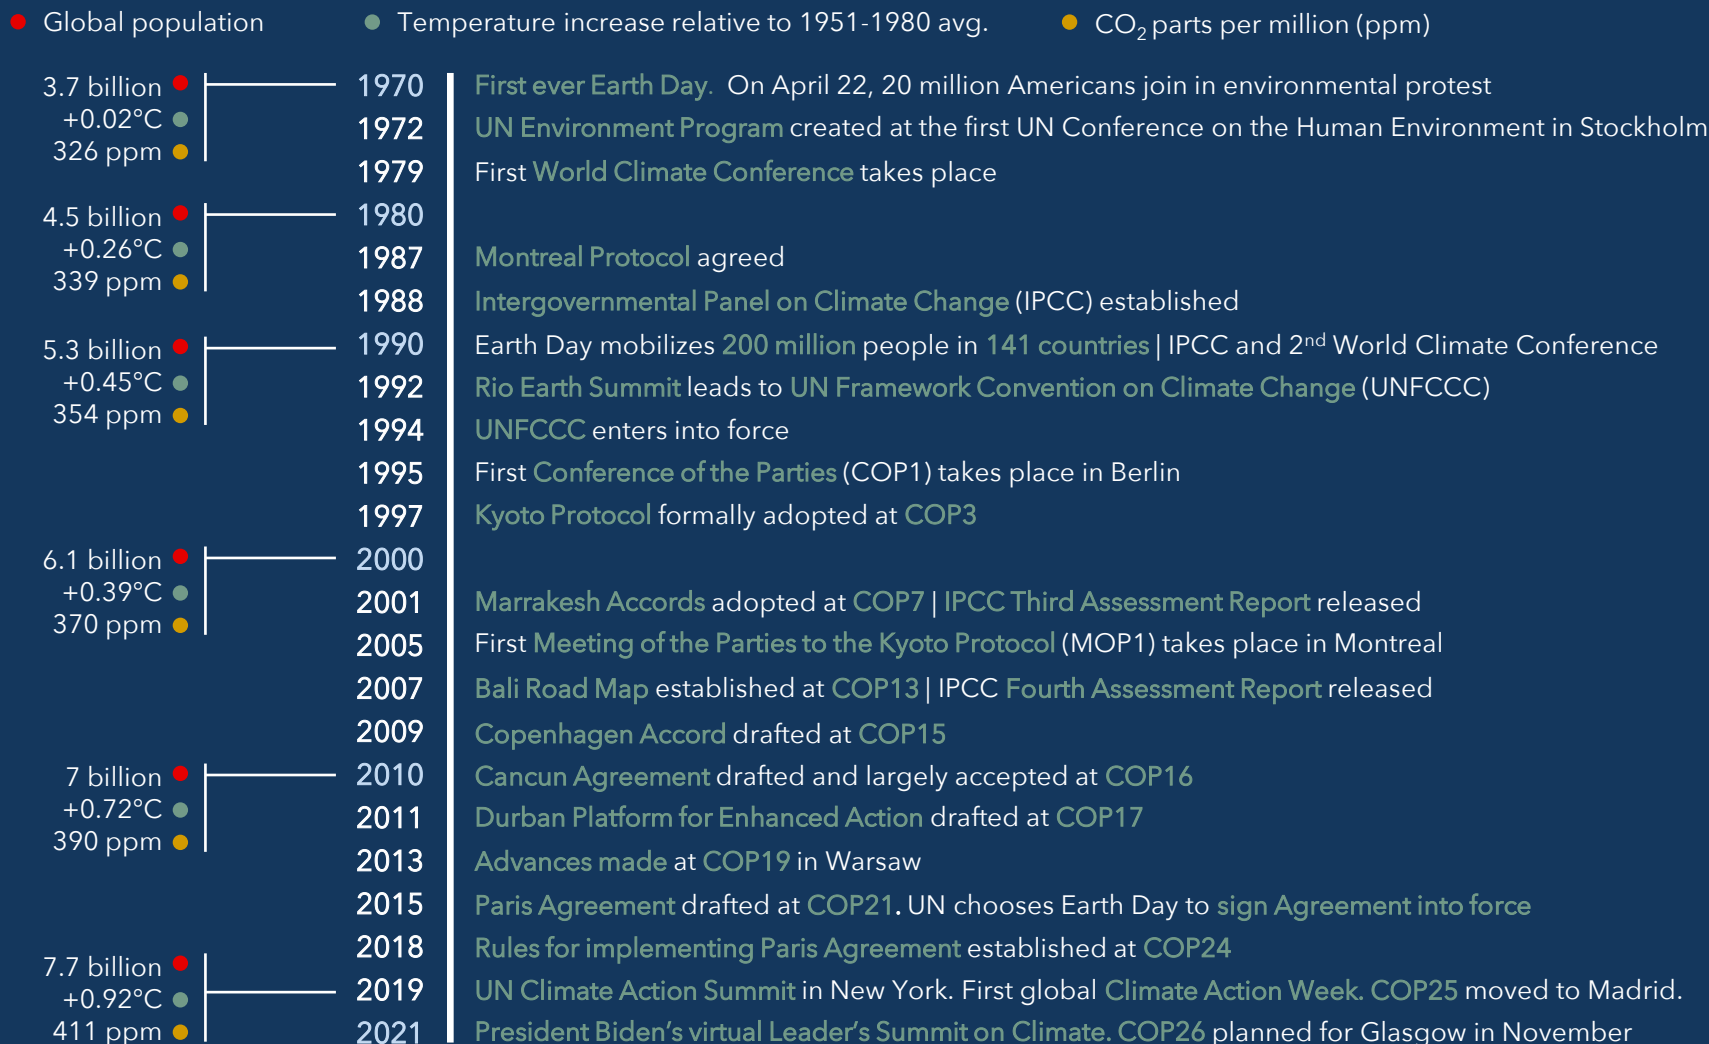 Global population
Temperature increase relative to 1951-1980 avg.
CO2 parts per million (ppm)
3.7 billion
+0.02°C
326 ppm
1970 First ever Earth Day. On April 22, 20 million Americans join in environmental protest
1972 UN Environment Program created at the first UN Conference on the Human Environment in Stockholm
1979 First World Climate Conference takes place
4.5 billion
+0.26°C
339 ppm
1980
1987 Montreal Protocol agreed
1988 Intergovernmental Panel on Climate Change (IPCC) established
5.3 billion
+0.45°C
354 ppm
1990 Earth Day mobilizes 200 million people in 141 countries | IPCC and 2nd World Climate Conference
1992 Rio Earth Summit leads to UN Framework Convention on Climate Change (UNFCCC)
1994 UNFCCC enters into force
1995 First Conference of the Parties (COP1) takes place in Berlin
1997 Kyoto Protocol formally adopted at COP3
6.1 billion
+0.39°C
370 ppm
2000
2001 Marrakesh Accords adopted at COP7 | IPCC Third Assessment Report released
2005 First Meeting of the Parties to the Kyoto Protocol (MOP1) takes place in Montreal
2007 Bali Road Map established at COP13 | IPCC Fourth Assessment Report released
2009 Copenhagen Accord drafted at COP15
7 billion
+0.72°C
390 ppm
2010 Cancun Agreement drafted and largely accepted at COP16
2011 Durban Platform for Enhanced Action drafted at COP17
2013 Advances made at COP19 in Warsaw
2015 Paris Agreement drafted at COP21. UN chooses Earth Day to sign Agreement into force
2018 Rules for implementing Paris Agreement established at COP24
7.7 billion
+0.92°C
411 ppm
2019 UN Climate Action Summit in New York. First global Climate Action Week. COP25 moved to Madrid.
2021 President Biden's virtual Leader's Summit on Climate. COP26 planned for Glasgow in November